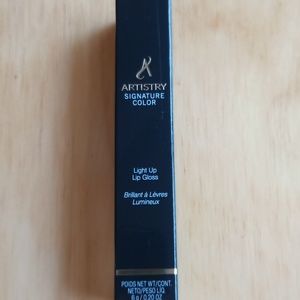 ARTISTRY
SIGNATURE
COLOR
Light Up
Lip Gloss
Brillant à Lèvres
Lumineux
POIDS NET WT/CONT.
NETO/PESO LIQ.
6 g / 0.20 OZ